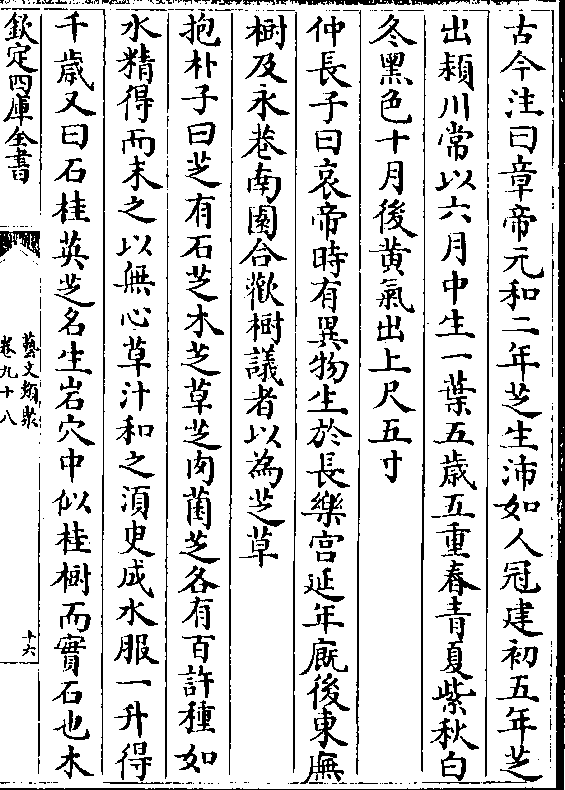 古今注曰章帝元和二年芝生沛如人冠建初五年芝
出潁川常以六月中生一葉五歳五重春青夏紫秋白
冬黑色十月後黄氣出上尺五寸
仲長子曰哀帝時有異物生於長樂宫延年廐後東廡
樹及永巷南園合歡樹議者以為芝草
抱朴子曰芝有石芝木芝草芝肉菌芝各有百許種如
水精得而末之以無心草汁和之須臾成水服一升得
千歳又曰石桂英芝名生岩穴中似桂樹而實石也木
欽定四庫全書
藝文類聚
卷九十八
十六